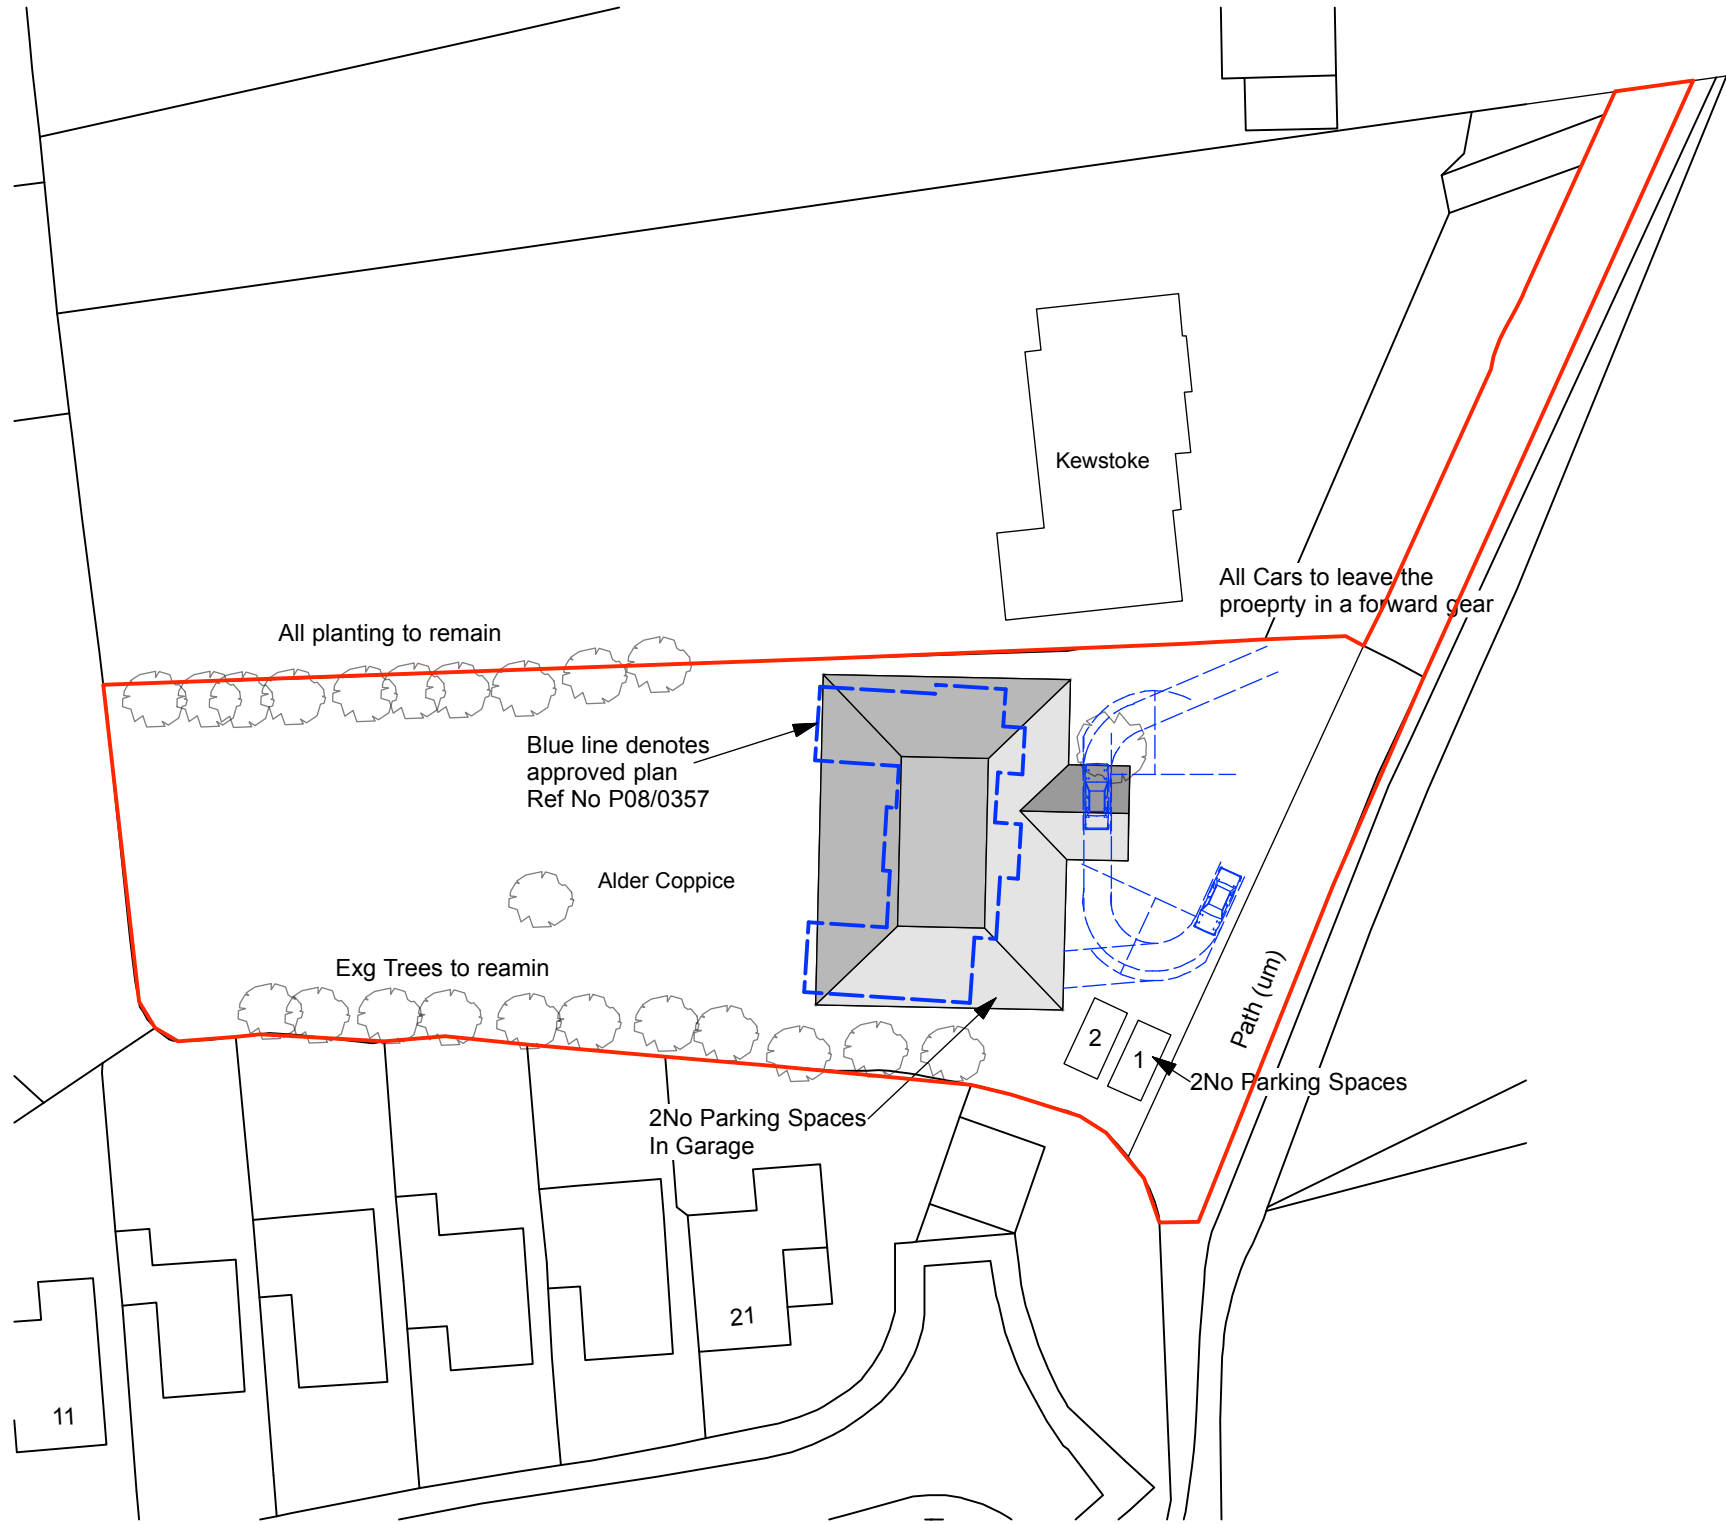 Kewstoke
All Cars to leave the
proeprty in a forward gear
All planting to remain
Blue line denotes
approved plan
Ref No P08/0357
Alder Coppice
Exg Trees to reamin
Path (um)
2
1
2No Parking Spaces
2No Parking Spaces
In Garage
21
11